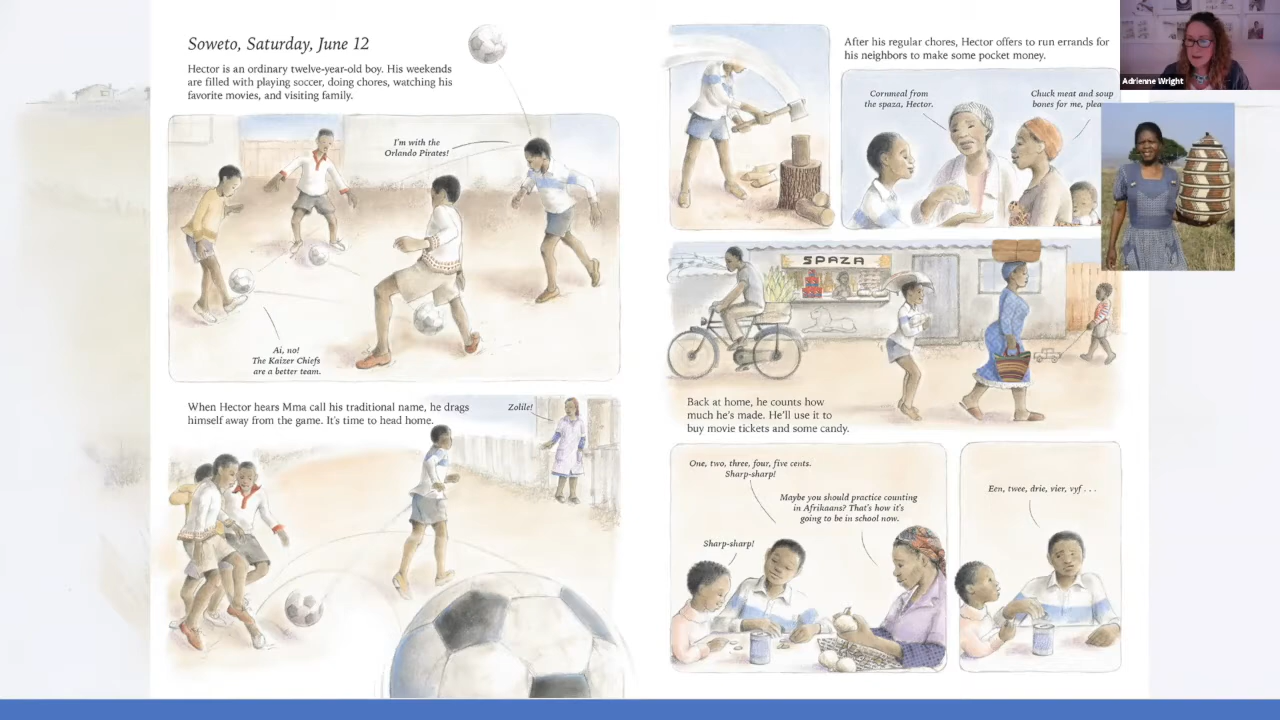 Soweto, Saturday, June 12
Hector is an ordinary twelve-year-old boy. His weekends
are filled with playing soccer, doing chores, watching his
favorite movies, and visiting family.
I'm with the
Orlando Pirates!
Ai, no!
The Kaizer Chiefs
are a better team.
When Hector hears Mma call his traditional name, he drags
himself away from the game. It's time to head home.
Zolile!
After his regular chores, Hector offers to run errands for
his neighbors to make some pocket money.
Cornmeal from
the spaza, Hector.
Chuck meat and soup
bones for me,
SPAZA
Back at home, he counts how
much he's made. He'll use it to
buy movie tickets and some candy.
One, two, three, four, five cents.
Sharp-sharp!
Maybe you should practice counting
in Afrikaans? That's how it's
going to be in school now.
Sharp-sharp!
Een, twee, drie, vier, vyf . . .
Adrienne Wright